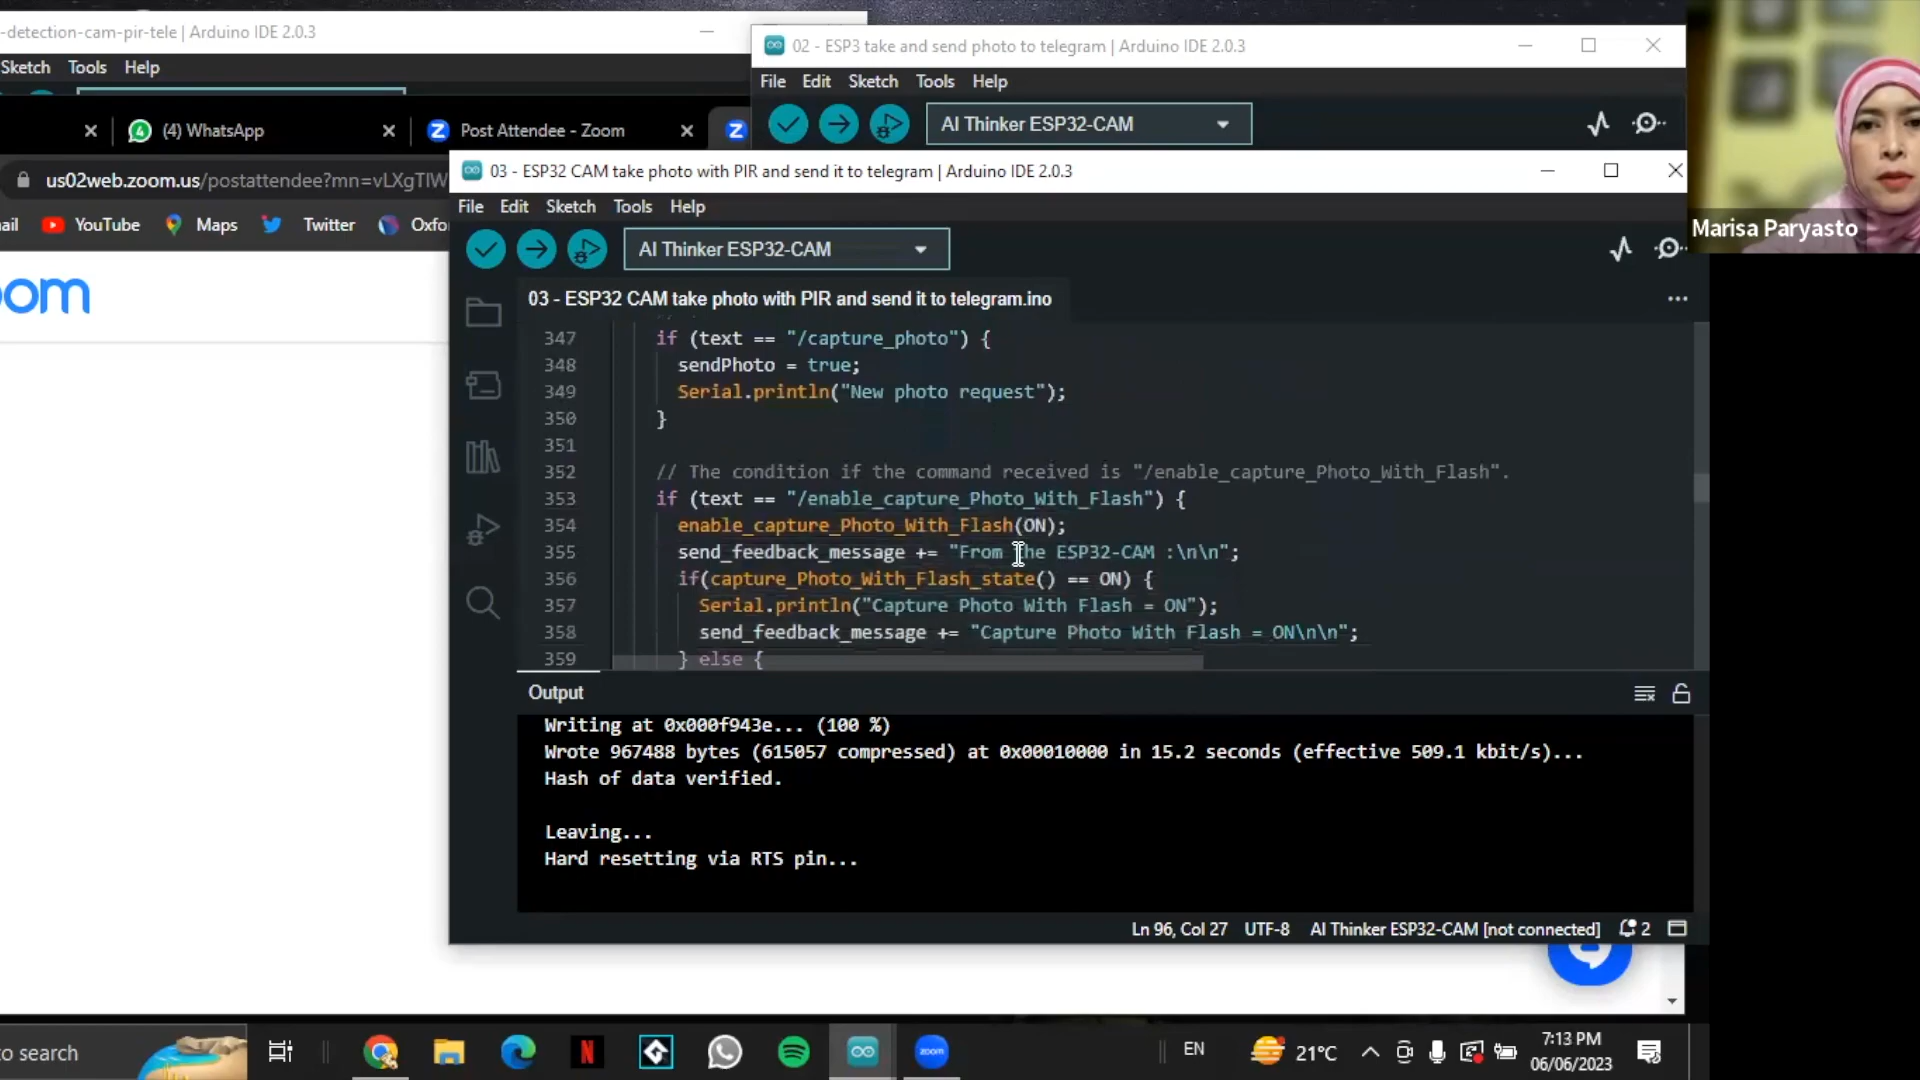 -detection-cam-pir-tele | Arduino IDE 2.0.3
Sketch Tools Help
02 - ESP3 take and send photo to telegram | Arduino IDE 2.0.3
File Edit Sketch Tools Help
AI Thinker ESP32-CAM
(4) WhatsApp
Post Attendee - Zoom
us02web.zoom.us/postattendee?mn=vLXgTIW
ail YouTube Maps Twitter Oxfo
oom
03 - ESP32 CAM take photo with PIR and send it to telegram | Arduino IDE 2.0.3
File Edit Sketch Tools Help
AI Thinker ESP32-CAM
03 - ESP32 CAM take photo with PIR and send it to telegram.ino
347 if (text == "/capture_photo") {
348 sendPhoto = true;
349 Serial.println("New photo request");
350 }
351
352 // The condition if the command received is "/enable_capture_Photo_With_Flash".
353 if (text == "/enable_capture_Photo_With_Flash") {
354 enable_capture_Photo_With_Flash(ON);
355 send_feedback_message += "From the ESP32-CAM :\n\n";
356 if(capture_Photo_With_Flash_state() == ON) {
357 Serial.println("Capture Photo With Flash = ON");
358 send_feedback_message += "Capture Photo With Flash = ON\n\n";
359 } else {
Output
Writing at 0x000f943e... (100 %)
Wrote 967488 bytes (615057 compressed) at 0x00010000 in 15.2 seconds (effective 509.1 kbit/s)...
Hash of data verified.
Leaving...
Hard resetting via RTS pin...
Ln 96, Col 27 UTF-8 AI Thinker ESP32-CAM [not connected] 2
Marisa Paryasto
to search
zoom
EN
21°C
7:13 PM
06/06/2023